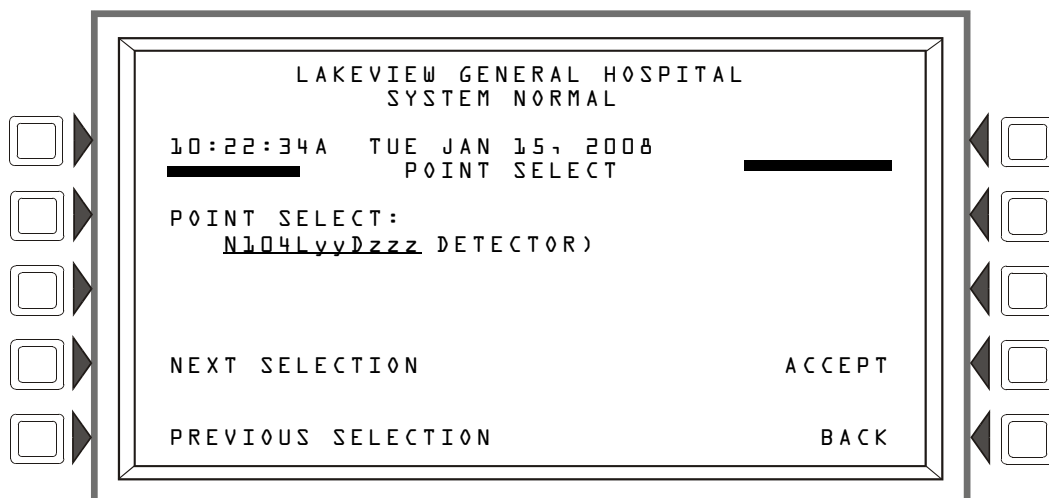 LAKEVIEW GENERAL HOSPITAL
SYSTEM NORMAL
10:22:34A TUE JAN 15, 2008
POINT SELECT
POINT SELECT:
N104LyyDzzz DETECTOR)
NEXT SELECTION ACCEPT
PREVIOUS SELECTION BACK